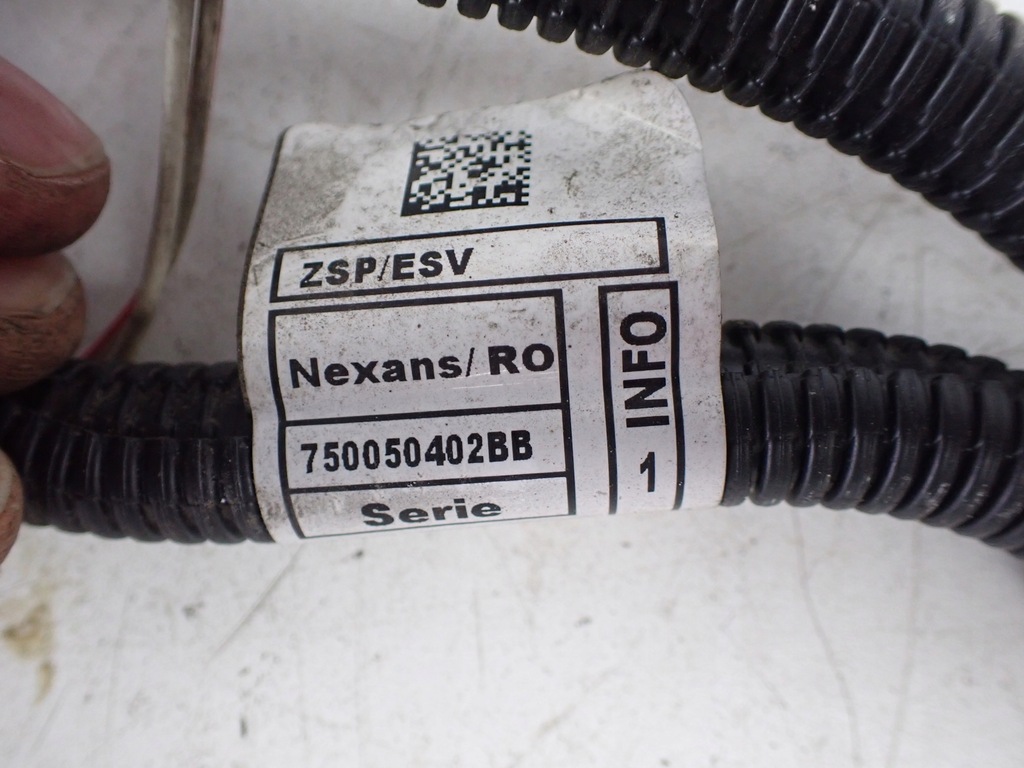 ZSP/ESV
Nexans/ RO
750050402BB
Serie
1 INFO